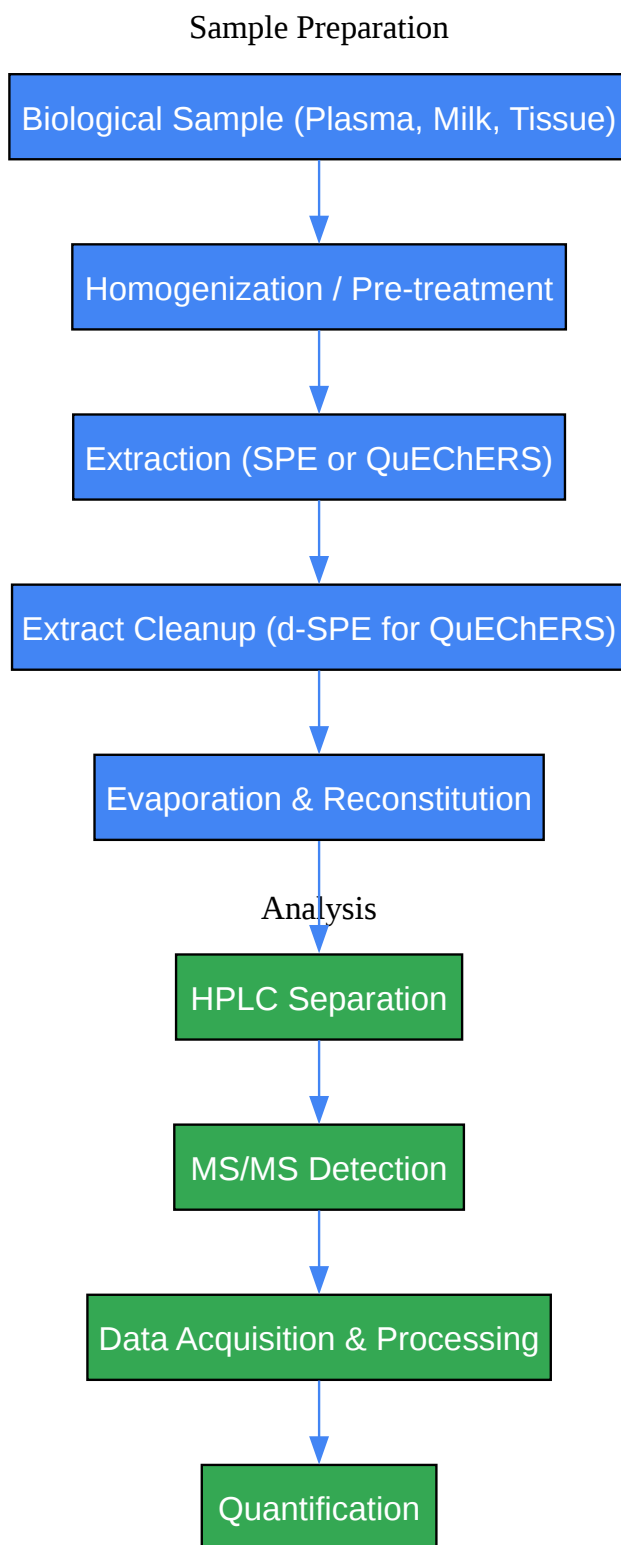 Sample Preparation
Biological Sample (Plasma, Milk, Tissue)
Homogenization / Pre-treatment
Extraction (SPE or QuEChERS)
Extract Cleanup (d-SPE for QuEChERS)
Evaporation & Reconstitution
Analysis
HPLC Separation
MS/MS Detection
Data Acquisition & Processing
Quantification